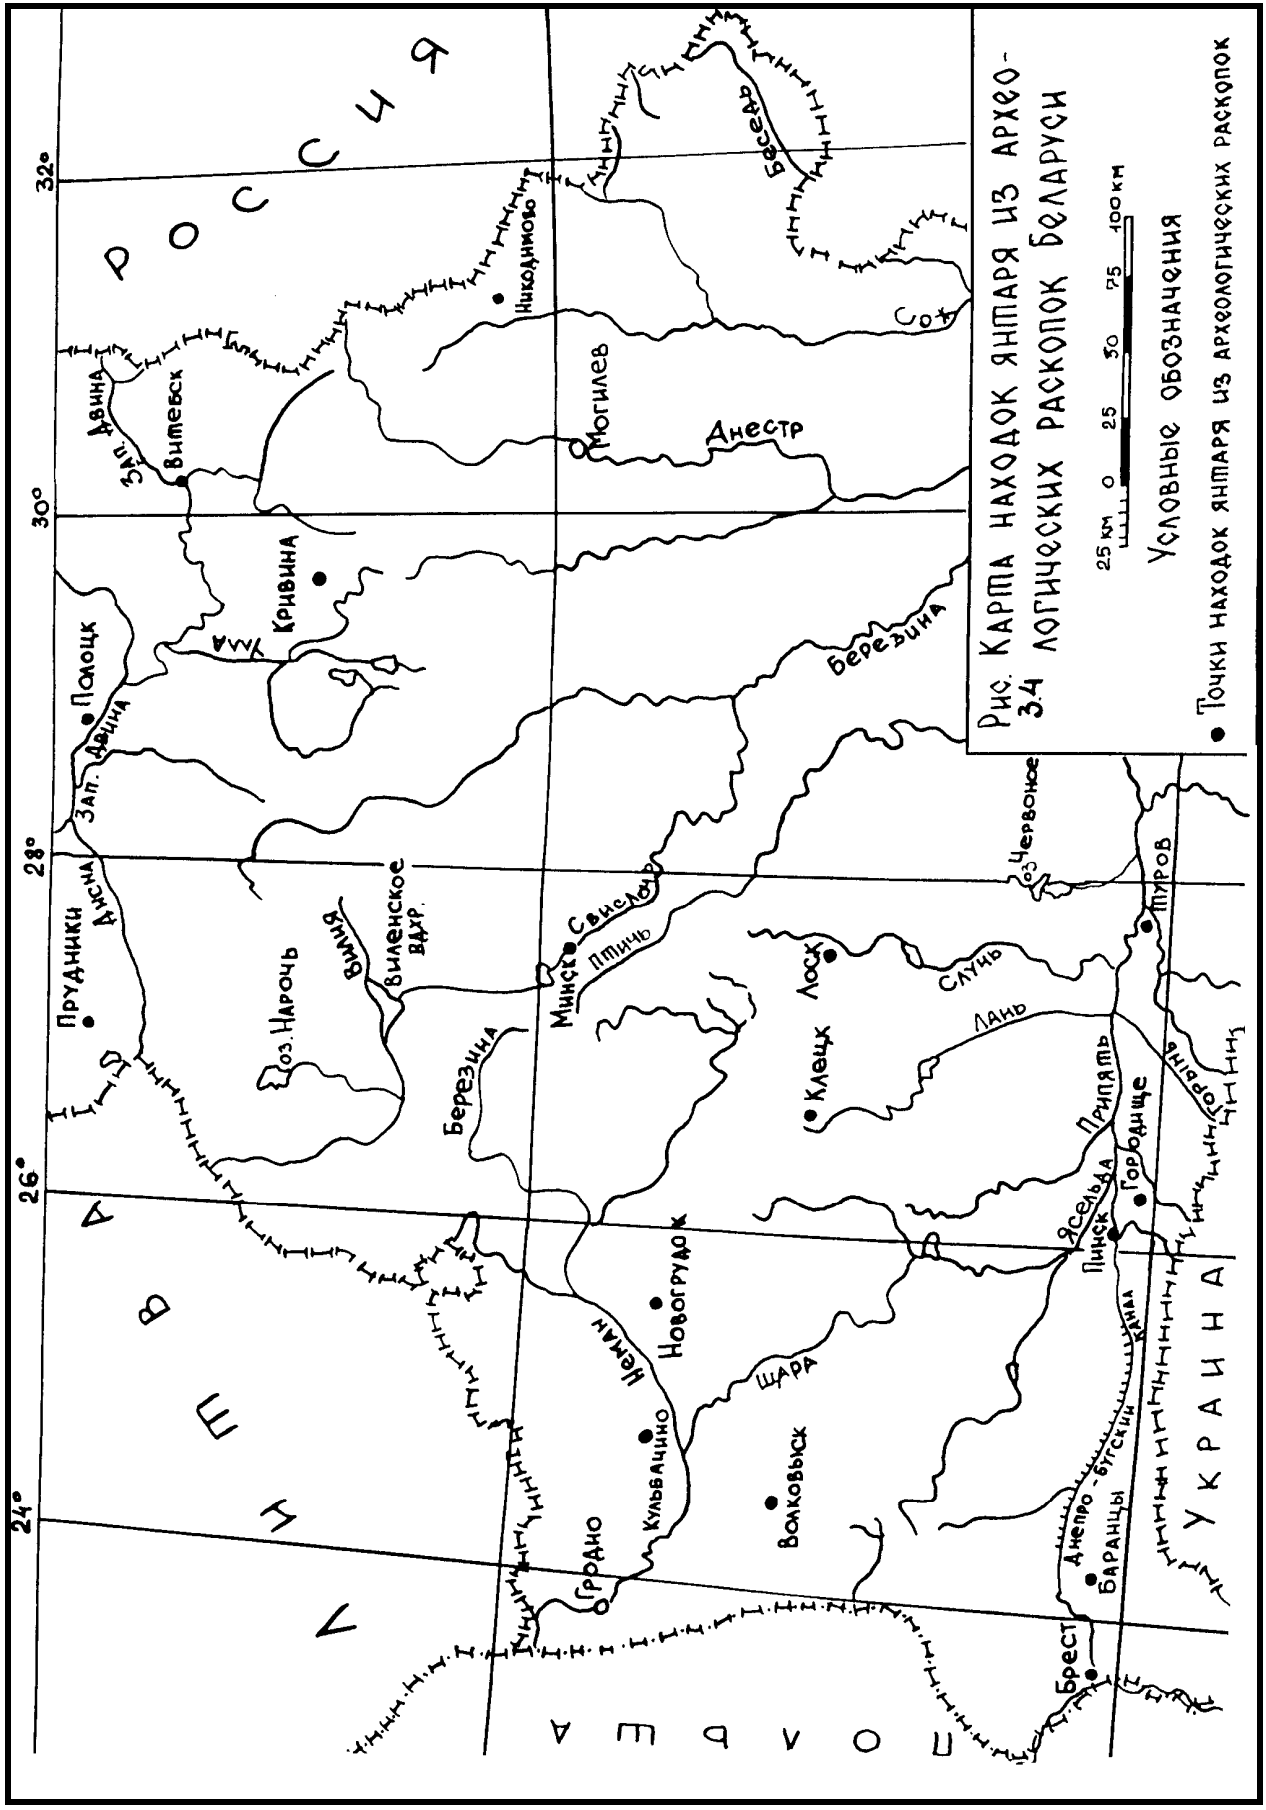 24°
26°
28°
30°
32°
ЛИТВА
РОССИЯ
ПОЛЬША
УКРАИНА
ПРУДНИКИ
ДИСНА
ЗАП. ДВИНА
ПОЛОЦК
ЗАП. ДВИНА
ВИТЕБСК
УЛЛА
КРИВИНА
ОЗ. НАРОЧЬ
ВИЛИЯ
ВИЛЕНСКОЕ
ВДХР.
БЕРЕЗИНА
НИКОДИМОВО
ГРОДНО
НЕМАН
МИНСК
СВИСЛОЧЬ
ПТИЧЬ
МОГИЛЕВ
КУЛЬБАЧИНО
НОВОГРУДОК
ДНЕСТР
БЕСЕДЬ
ВОЛКОВЫСК
ЩАРА
КЛЕЦК
ЛОСК
БЕРЕЗИНА
СОЖ
СЛУЧЬ
ЛАНЬ
ОЗ. ЧЕРВОНОЕ
БРЕСТ
БАРАНЦЫ
ДНЕПРО-БУГСКИЙ КАНАЛ
ПИНСК
ЯСЕЛЬДА
ПРИПЯТЬ
ГОРОДИЩЕ
ГОРЫНЬ
ТУРОВ
Рис. КАРТА НАХОДОК ЯНТАРЯ ИЗ АРХЕО-
3.4 ЛОГИЧЕСКИХ РАСКОПОК БЕЛАРУСИ
25 КМ 0 25 50 75 100 КМ
УСЛОВНЫЕ ОБОЗНАЧЕНИЯ
ТОЧКИ НАХОДОК ЯНТАРЯ ИЗ АРХЕОЛОГИЧЕСКИХ РАСКОПОК